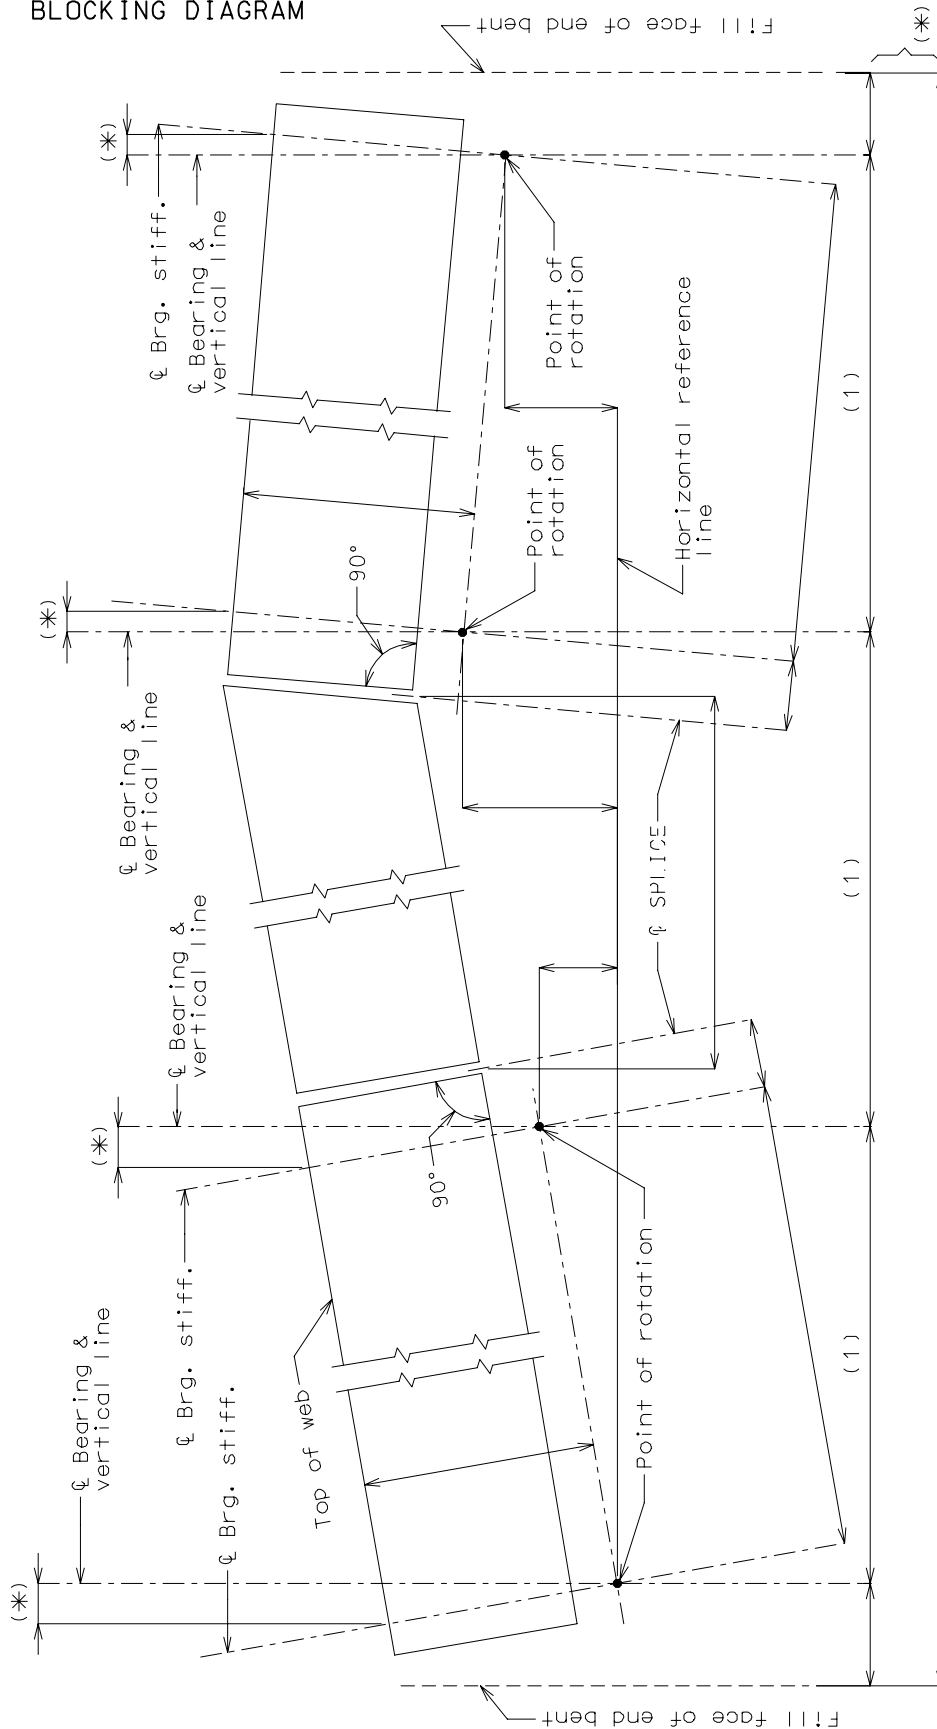 BLOCKING DIAGRAM
Fill face of end bent
(*)
(*)
℄ Brg. stiff.
℄ Bearing &
vertical line
Point of
rotation
Horizontal reference
line
(1)
Point of
rotation
90°
(*)
℄ Bearing &
vertical line
℄ SPLICE
(1)
℄ Bearing &
vertical line
(*)
90°
℄ Brg. stiff.
Point of rotation
(1)
℄ Bearing &
vertical line
℄ Brg. stiff.
Top of web
(*)
Fill face of end bent